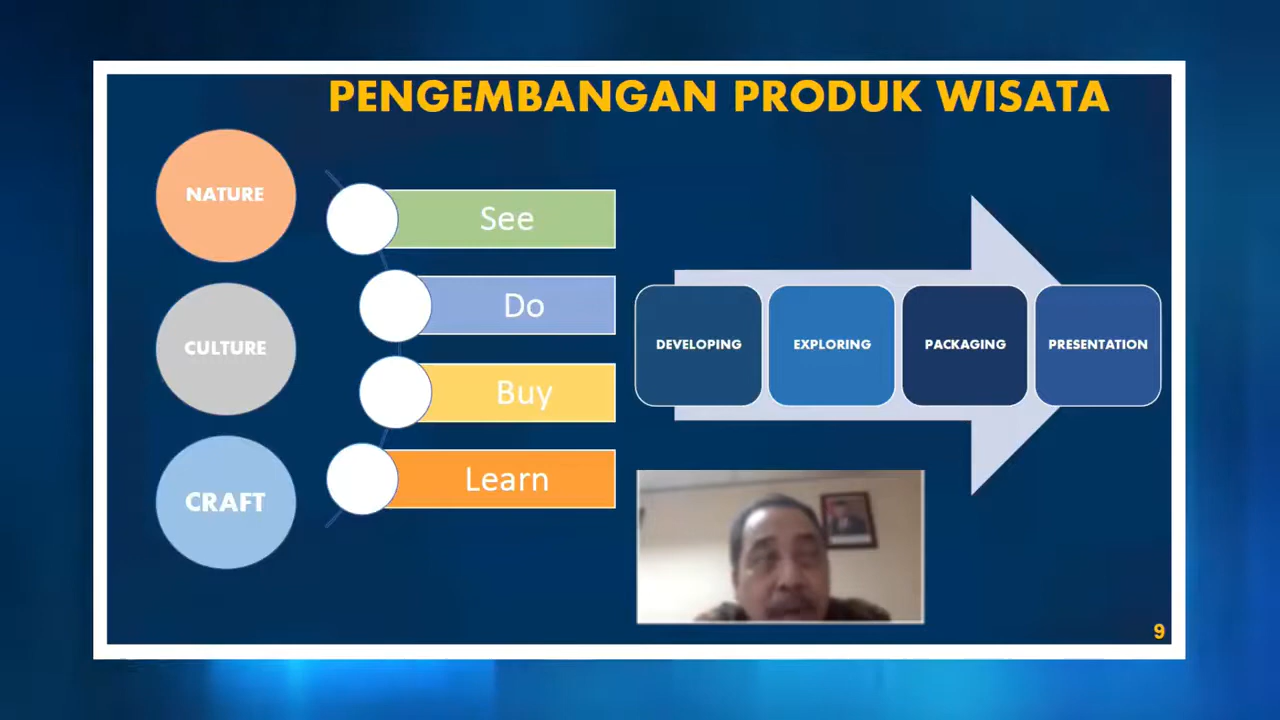 PENGEMBANGAN PRODUK WISATA
NATURE
CULTURE
CRAFT
See
Do
Buy
Learn
DEVELOPING
EXPLORING
PACKAGING
PRESENTATION
9